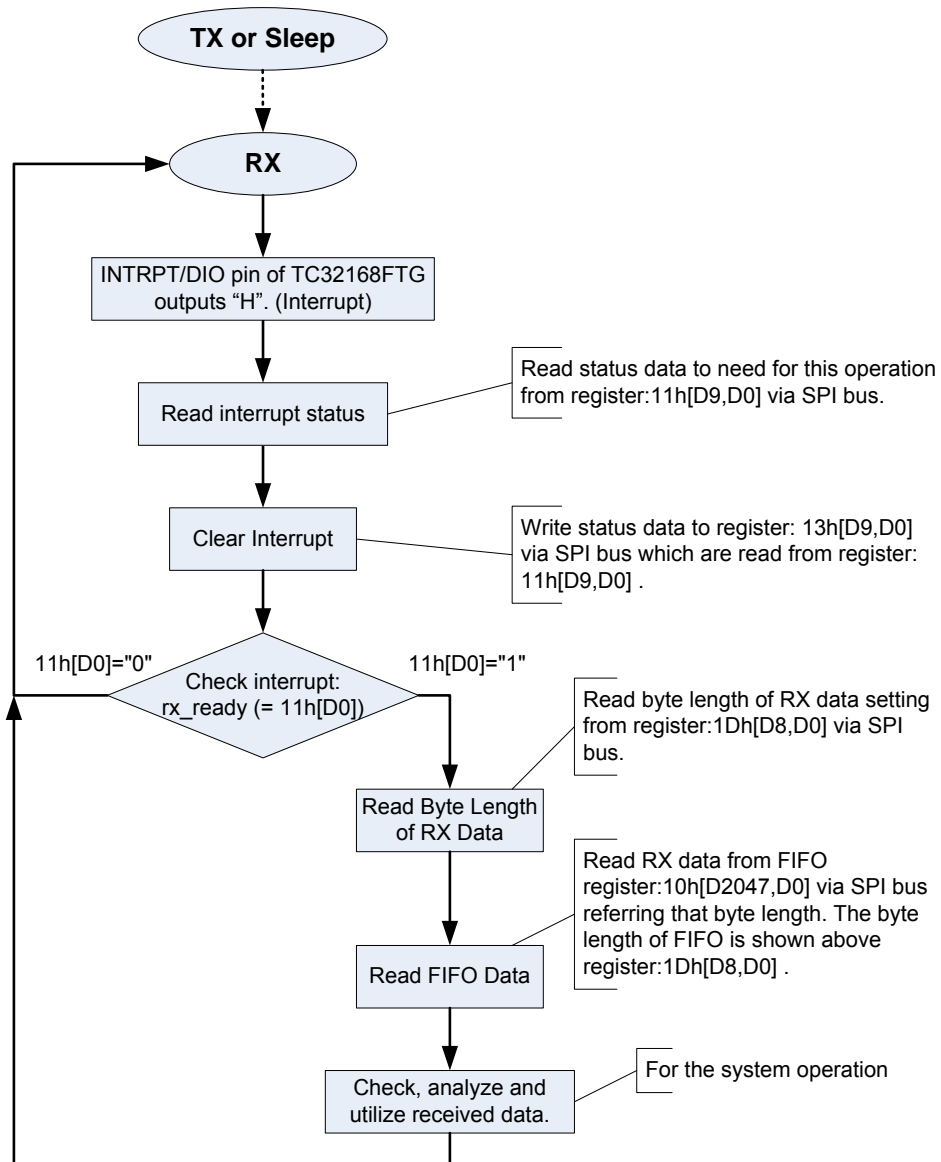 TX or Sleep
RX
INTRPT/DIO pin of TC32168FTG
outputs “H”. (Interrupt)
Read interrupt status
Read status data to need for this operation
from register:11h[D9,D0] via SPI bus.
Clear Interrupt
Write status data to register: 13h[D9,D0]
via SPI bus which are read from register:
11h[D9,D0] .
11h[D0]="0"
11h[D0]="1"
Check interrupt:
rx_ready (= 11h[D0])
Read byte length of RX data setting
from register:1Dh[D8,D0] via SPI
bus.
Read Byte Length
of RX Data
Read RX data from FIFO
register:10h[D2047,D0] via SPI bus
referring that byte length. The byte
length of FIFO is shown above
register:1Dh[D8,D0] .
Read FIFO Data
Check, analyze and
utilize received data.
For the system operation